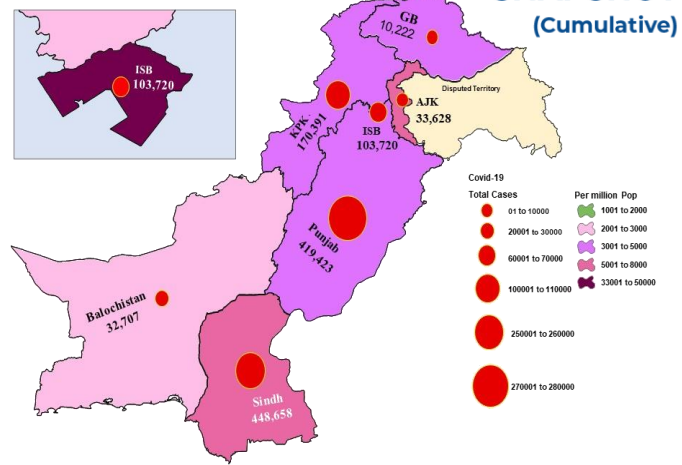 (Cumulative)
ISB
103,720
GB
10,222
Disputed Territory
AJK
33,628
KPK
170,391
ISB
103,720
Punjab
419,423
Balochistan
32,707
Sindh
448,658
Covid-19
Total Cases
01 to 10000
20001 to 30000
60001 to 70000
100001 to 110000
250001 to 260000
270001 to 280000
Per million Pop
1001 to 2000
2001 to 3000
3001 to 5000
5001 to 8000
33001 to 50000